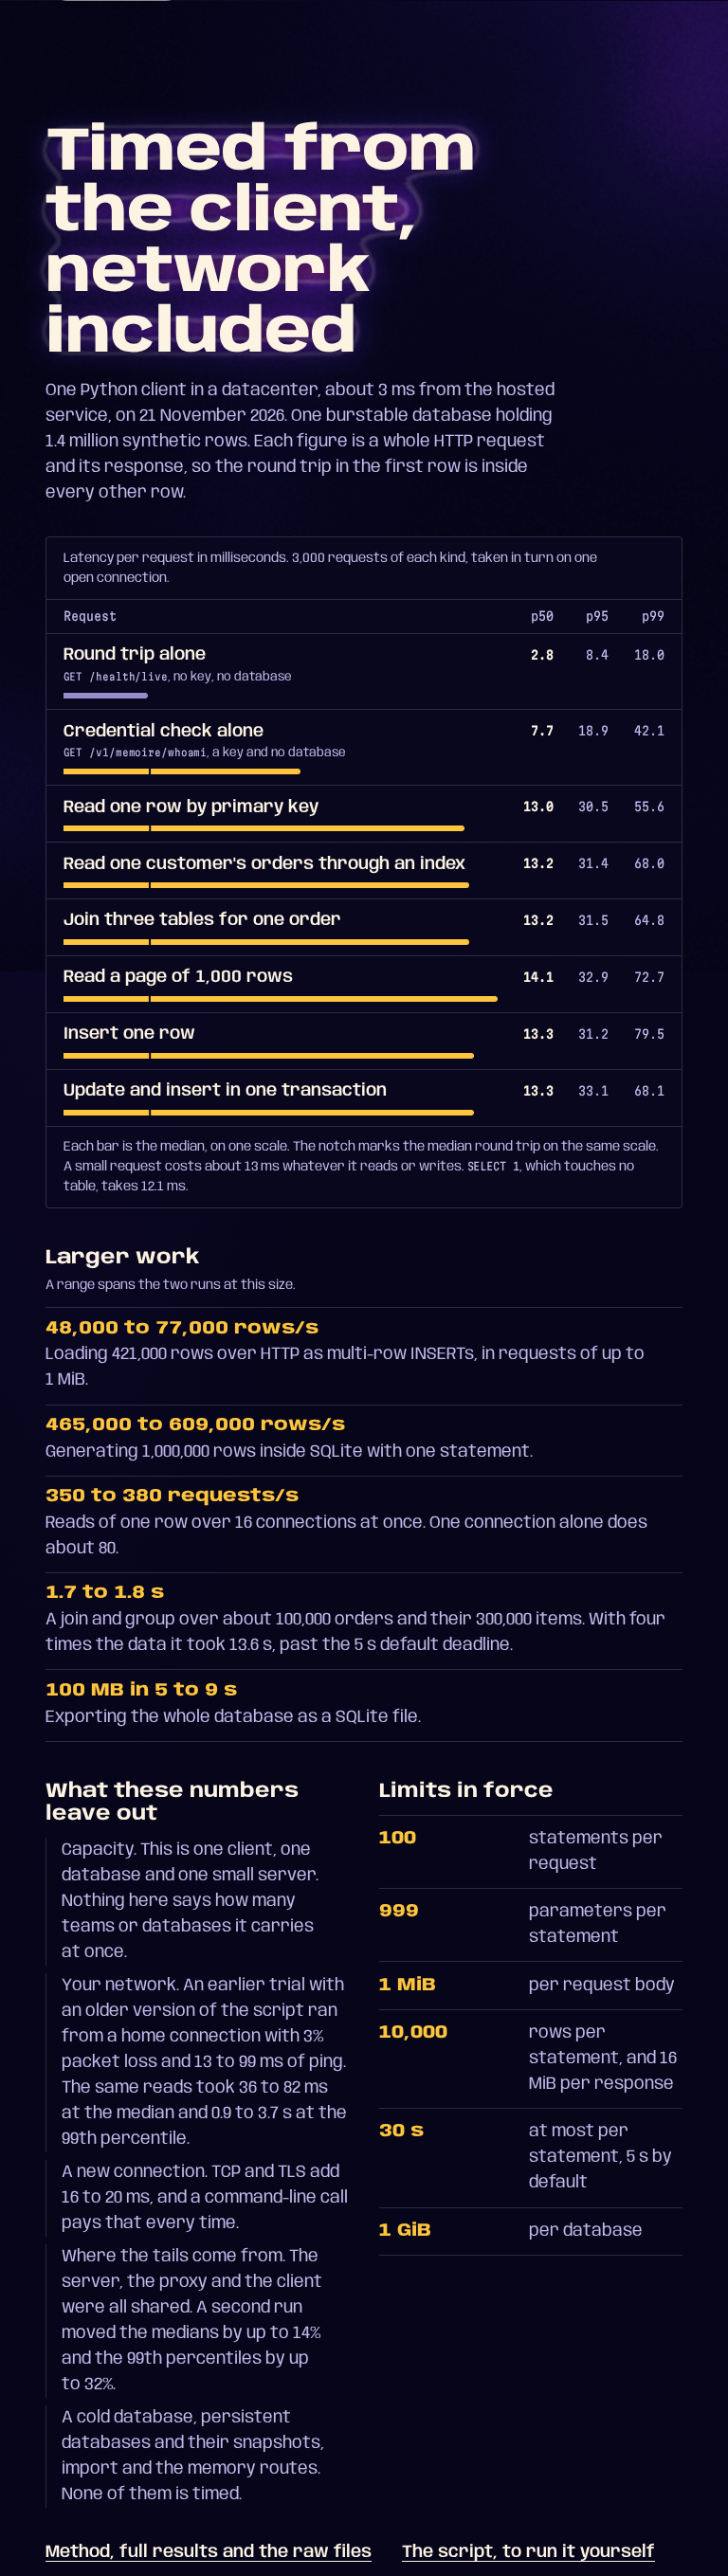 Timed from
the client,
network
included
One Python client in a datacenter, about 3 ms from the hosted
service, on 21 November 2026. One burstable database holding
1.4 million synthetic rows. Each figure is a whole HTTP request
and its response, so the round trip in the first row is inside
every other row.
Latency per request in milliseconds. 3,000 requests of each kind, taken in turn on one
open connection.
Request p50 p95 p99
Round trip alone 2.8 8.4 18.0
GET /health/live, no key, no database
Credential check alone 7.7 18.9 42.1
GET /v1/memoire/whoami, a key and no database
Read one row by primary key 13.0 30.5 55.6
Read one customer's orders through an index 13.2 31.4 68.0
Join three tables for one order 13.2 31.5 64.8
Read a page of 1,000 rows 14.1 32.9 72.7
Insert one row 13.3 31.2 79.5
Update and insert in one transaction 13.3 33.1 68.1
Each bar is the median, on one scale. The notch marks the median round trip on the same scale.
A small request costs about 13 ms whatever it reads or writes. SELECT 1, which touches no
table, takes 12.1 ms.
Larger work
A range spans the two runs at this size.
48,000 to 77,000 rows/s
Loading 421,000 rows over HTTP as multi-row INSERTs, in requests of up to
1 MiB.
465,000 to 609,000 rows/s
Generating 1,000,000 rows inside SQLite with one statement.
350 to 380 requests/s
Reads of one row over 16 connections at once. One connection alone does
about 80.
1.7 to 1.8 s
A join and group over about 100,000 orders and their 300,000 items. With four
times the data it took 13.6 s, past the 5 s default deadline.
100 MB in 5 to 9 s
Exporting the whole database as a SQLite file.
What these numbers
leave out
Capacity. This is one client, one
database and one small server.
Nothing here says how many
teams or databases it carries
at once.
Your network. An earlier trial with
an older version of the script ran
from a home connection with 3%
packet loss and 13 to 99 ms of ping.
The same reads took 36 to 82 ms
at the median and 0.9 to 3.7 s at the
99th percentile.
A new connection. TCP and TLS add
16 to 20 ms, and a command-line call
pays that every time.
Where the tails come from. The
server, the proxy and the client
were all shared. A second run
moved the medians by up to 14%
and the 99th percentiles by up
to 32%.
A cold database, persistent
databases and their snapshots,
import and the memory routes.
None of them is timed.
Limits in force
100 statements per
request
999 parameters per
statement
1 MiB per request body
10,000 rows per
statement, and 16
MiB per response
30 s at most per
statement, 5 s by
default
1 GiB per database
Method, full results and the raw files The script, to run it yourself